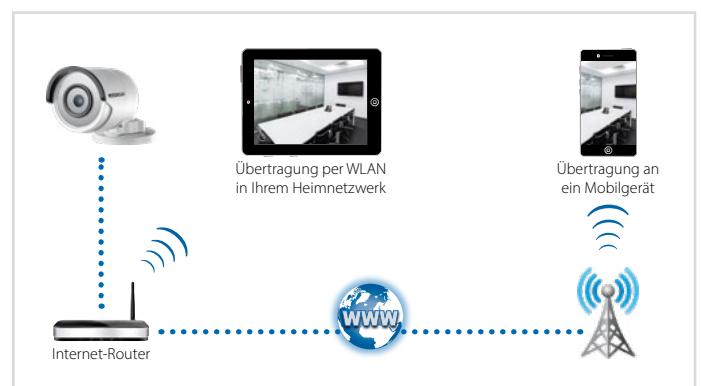 Übertragung per WLAN
in Ihrem Heimnetzwerk
Übertragung an
ein Mobilgerät
WWW
Internet-Router